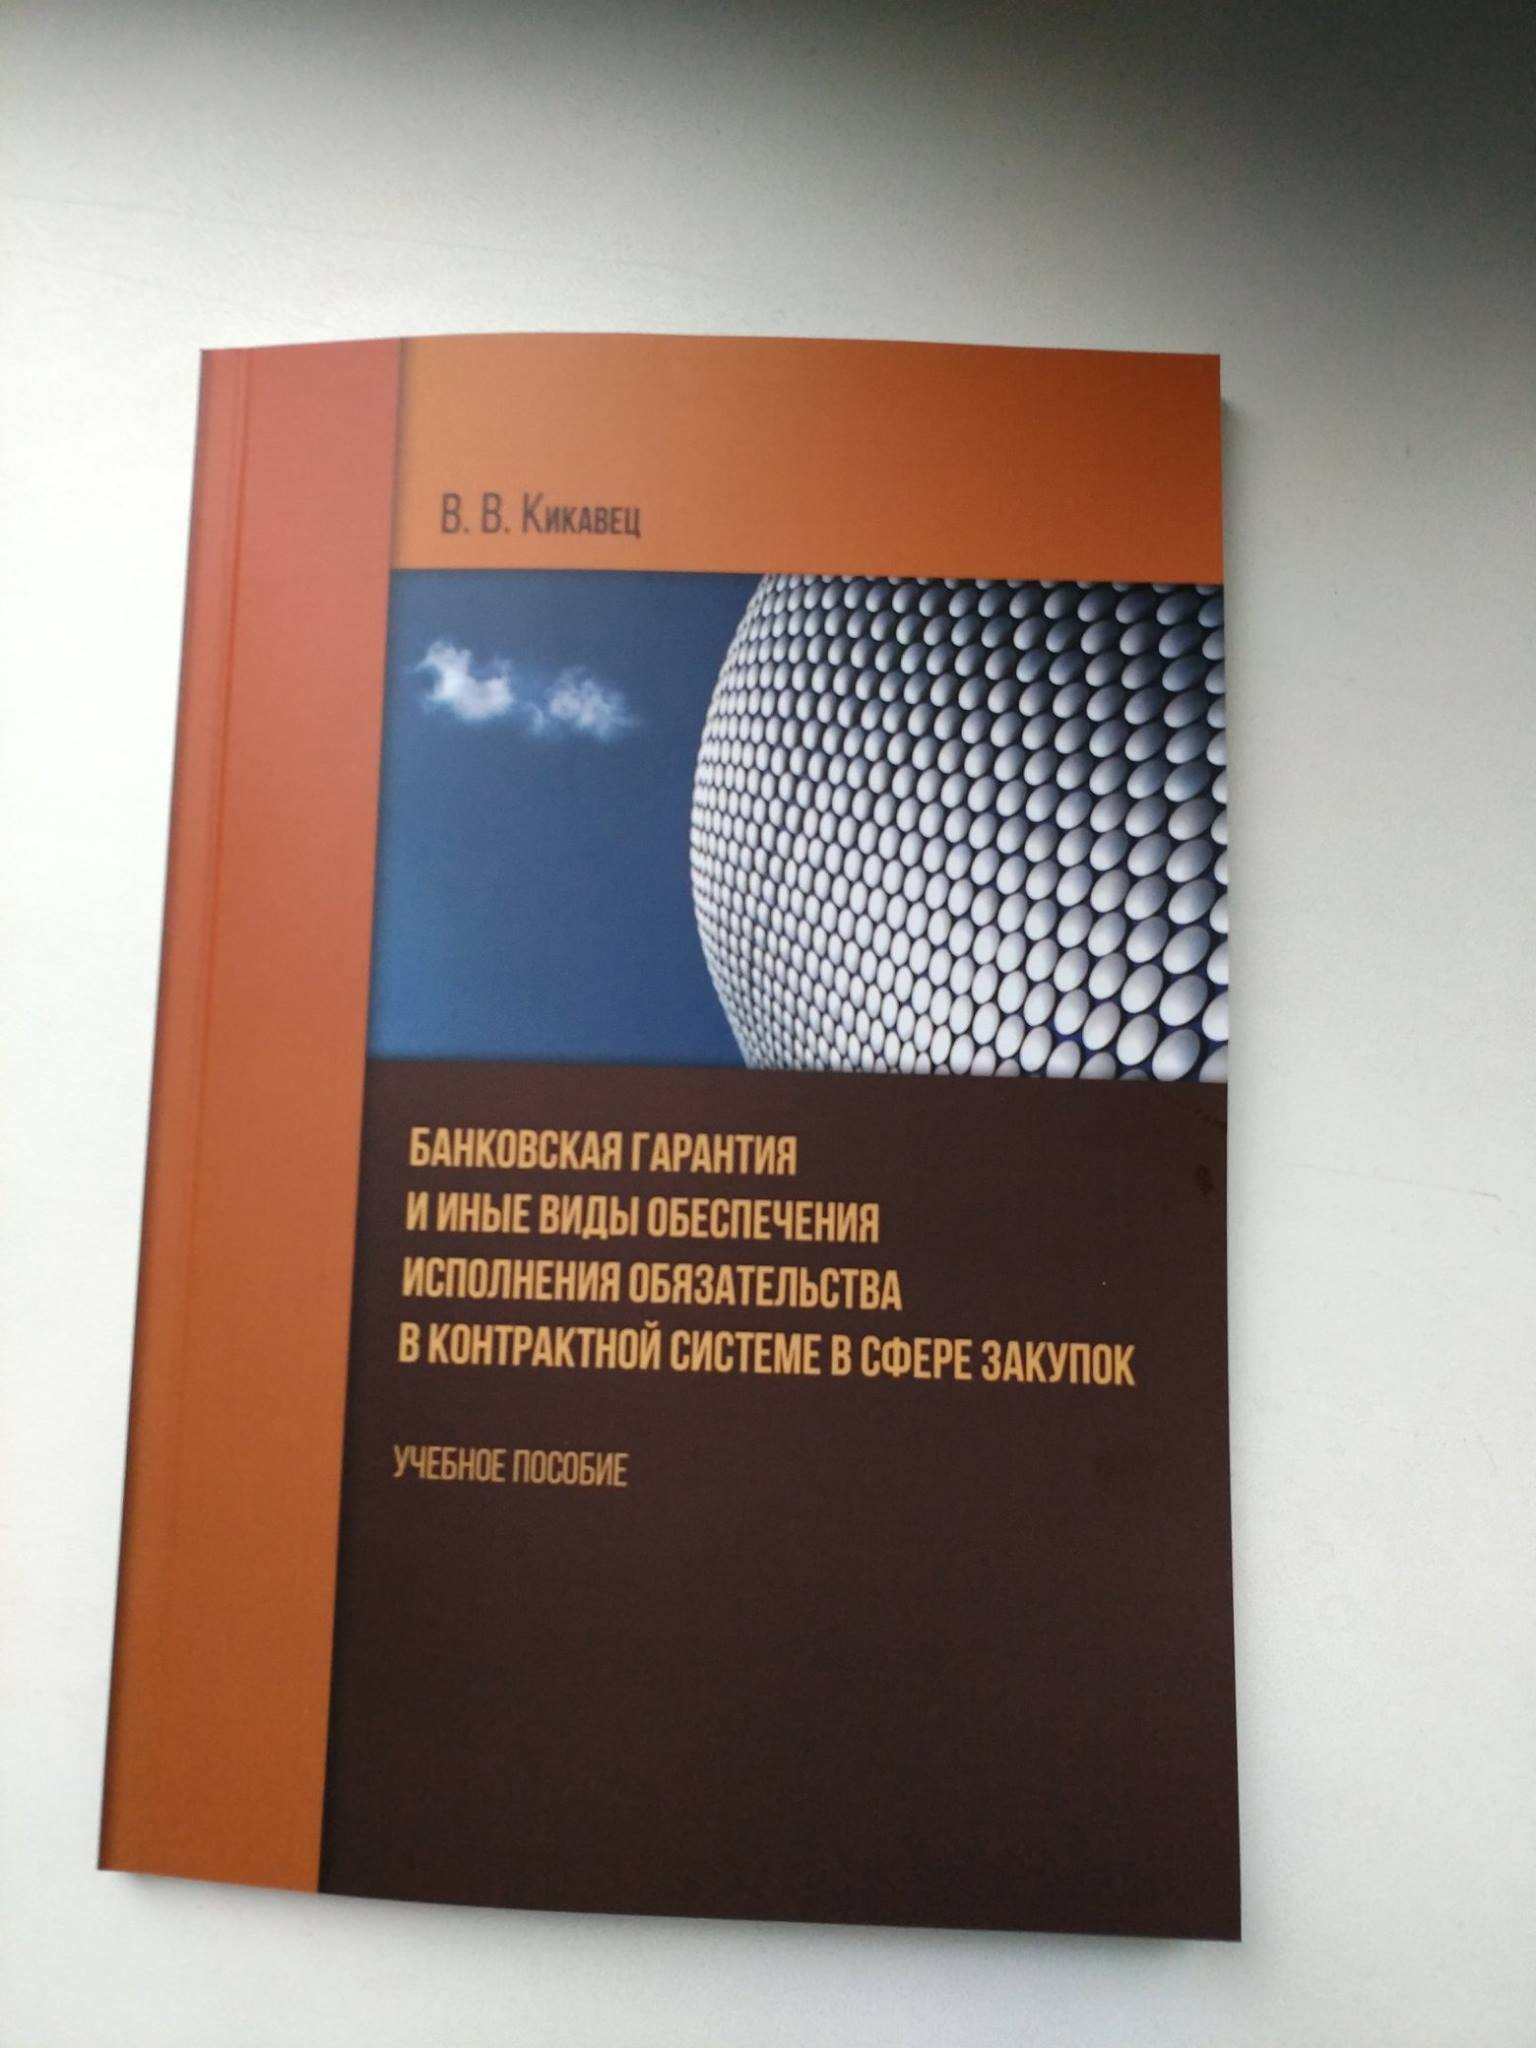 В. В. Кикавец
БАНКОВСКАЯ ГАРАНТИЯ
И ИНЫЕ ВИДЫ ОБЕСПЕЧЕНИЯ
ИСПОЛНЕНИЯ ОБЯЗАТЕЛЬСТВА
В КОНТРАКТНОЙ СИСТЕМЕ В СФЕРЕ ЗАКУПОК
УЧЕБНОЕ ПОСОБИЕ